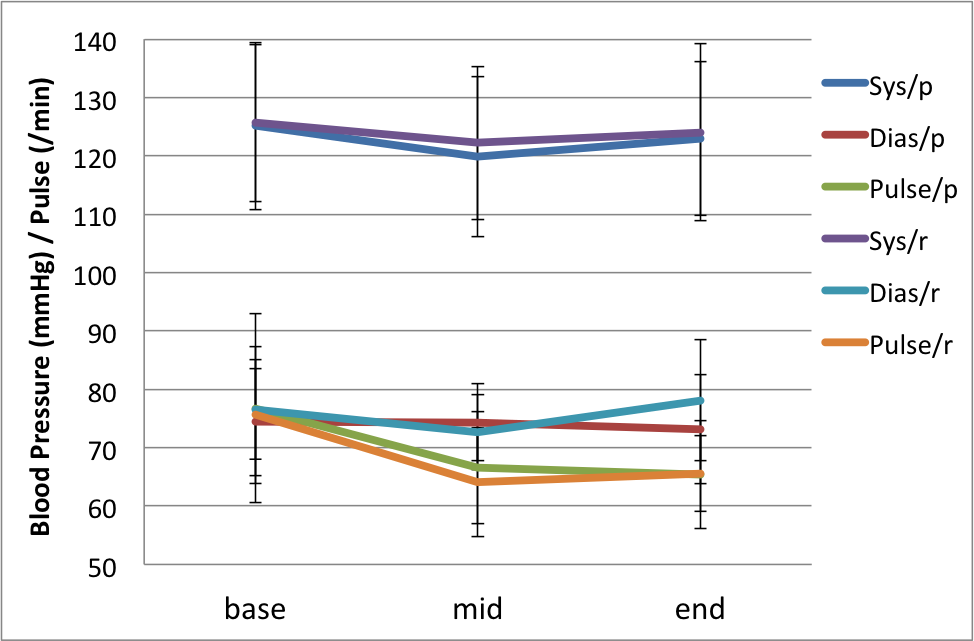 Blood Pressure (mmHg) / Pulse (/min)
140
130
120
110
100
90
80
70
60
50
base mid end
Sys/p
Dias/p
Pulse/p
Sys/r
Dias/r
Pulse/r